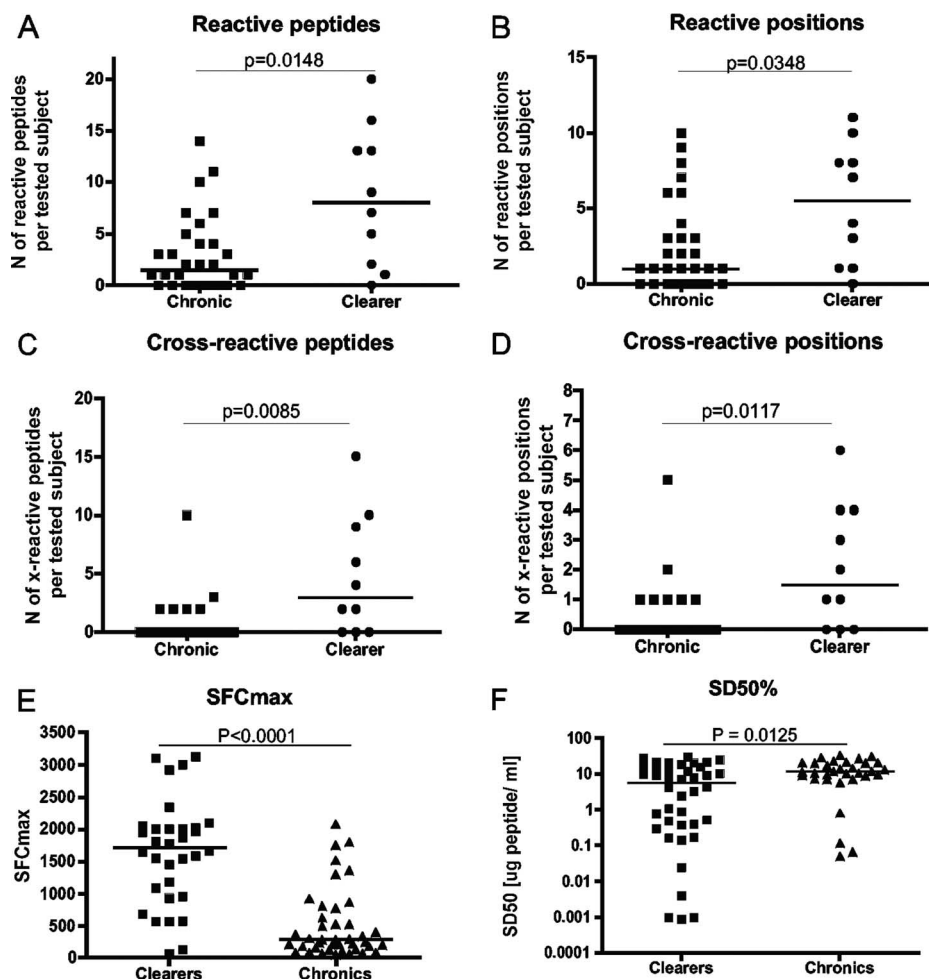 A
Reactive peptides
p=0.0148
N of reactive peptides
per tested subject
20
15
10
5
0
Chronic
Clearer
B
Reactive positions
p=0.0348
N of reactive positions
per tested subject
15
10
5
0
Chronic
Clearer
C
Cross-reactive peptides
p=0.0085
N of x-reactive peptides
per tested subject
20
15
10
5
0
Chronic
Clearer
D
Cross-reactive positions
p=0.0117
N of x-reactive positions
per tested subject
8
7
6
5
4
3
2
1
0
Chronic
Clearer
E
SFCmax
P<0.0001
SFCmax
3500
3000
2500
2000
1500
1000
500
0
Clearers
Chronics
F
SD50%
P = 0.0125
SD50 [ug peptide/ ml]
100
10
1
0.1
0.01
0.001
0.0001
Clearers
Chronics